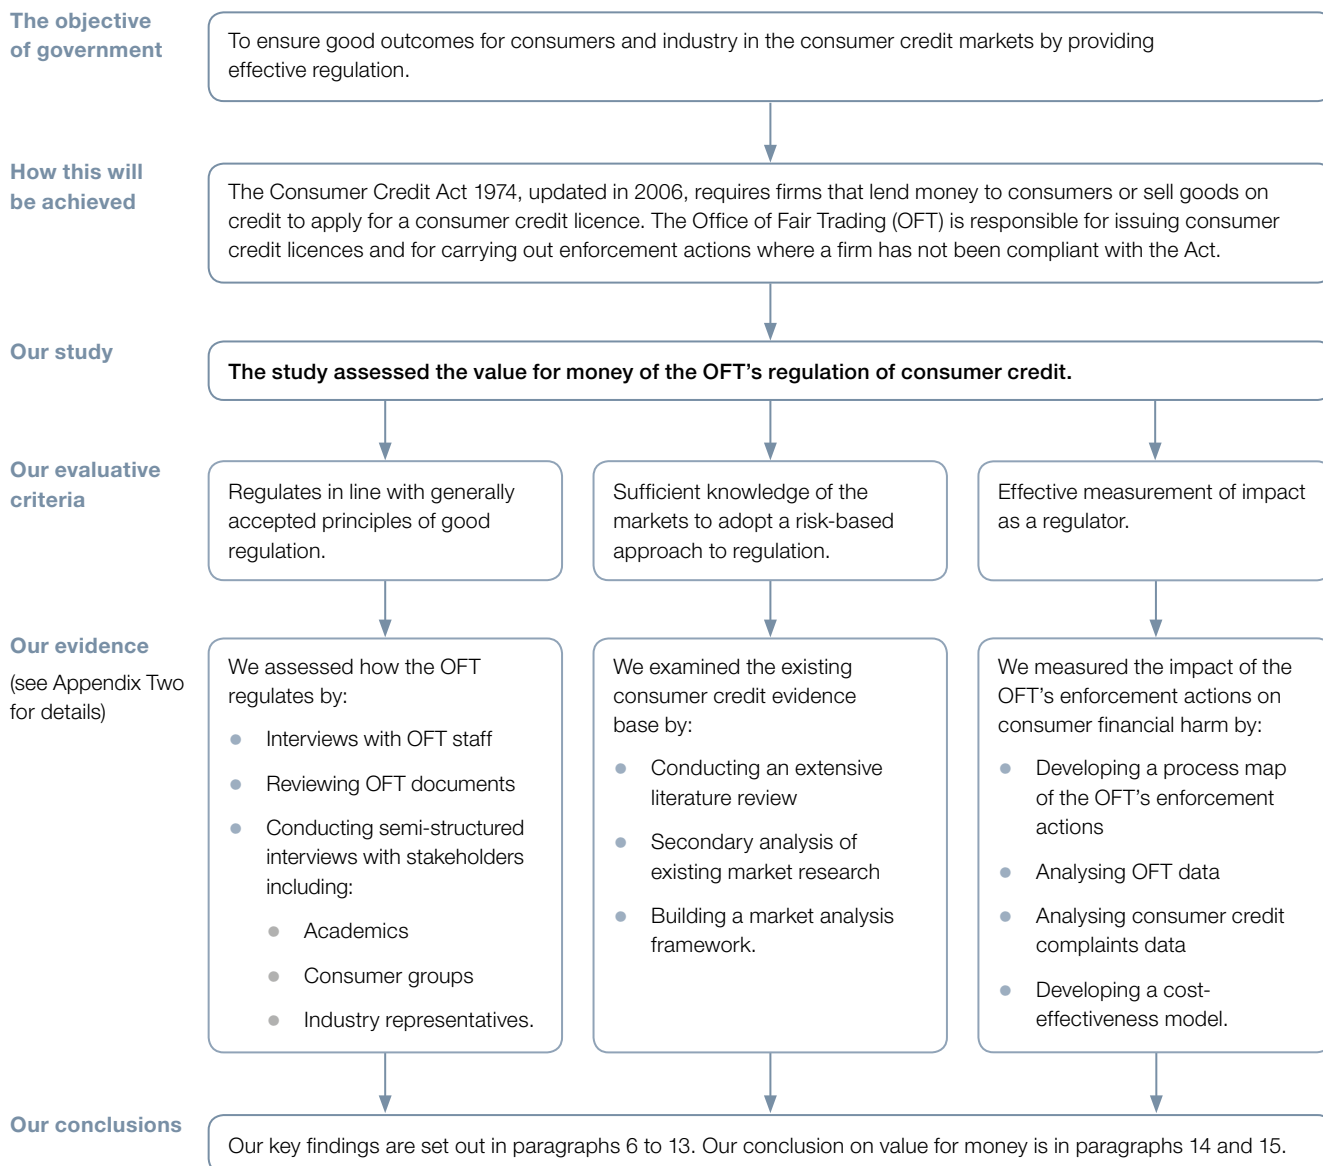 The objective
of government
To ensure good outcomes for consumers and industry in the consumer credit markets by providing
effective regulation.
How this will
be achieved
The Consumer Credit Act 1974, updated in 2006, requires firms that lend money to consumers or sell goods on
credit to apply for a consumer credit licence. The Office of Fair Trading (OFT) is responsible for issuing consumer
credit licences and for carrying out enforcement actions where a firm has not been compliant with the Act.
Our study
The study assessed the value for money of the OFT's regulation of consumer credit.
Our evaluative
criteria
Regulates in line with generally
accepted principles of good
regulation.
Sufficient knowledge of the
markets to adopt a risk-based
approach to regulation.
Effective measurement of impact
as a regulator.
Our evidence
(see Appendix Two
for details)
We assessed how the OFT
regulates by:
• Interviews with OFT staff
• Reviewing OFT documents
• Conducting semi-structured
interviews with stakeholders
including:
• Academics
• Consumer groups
• Industry representatives.
We examined the existing
consumer credit evidence
base by:
• Conducting an extensive
literature review
• Secondary analysis of
existing market research
• Building a market analysis
framework.
We measured the impact of the
OFT's enforcement actions on
consumer financial harm by:
• Developing a process map
of the OFT's enforcement
actions
• Analysing OFT data
• Analysing consumer credit
complaints data
• Developing a cost-
effectiveness model.
Our conclusions
Our key findings are set out in paragraphs 6 to 13. Our conclusion on value for money is in paragraphs 14 and 15.